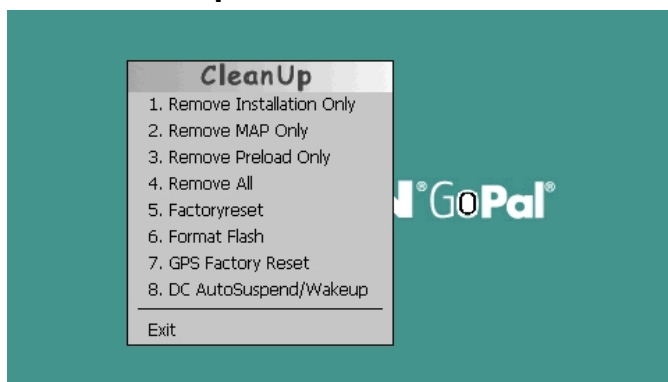 CleanUp
1. Remove Installation Only
2. Remove MAP Only
3. Remove Preload Only
4. Remove All
5. Factoryreset
6. Format Flash
7. GPS Factory Reset
8. DC AutoSuspend/Wakeup
Exit
N®GoPal®